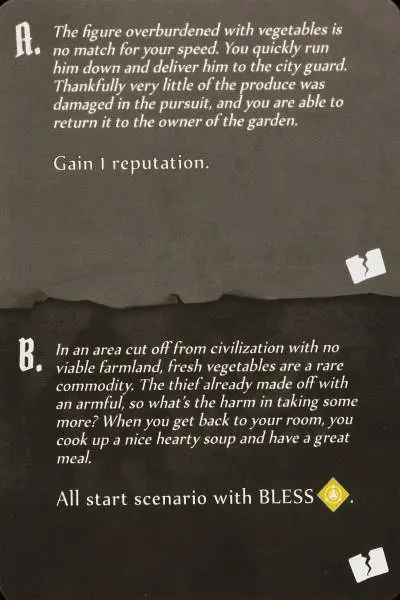 A.
The figure overburdened with vegetables is
no match for your speed. You quickly run
him down and deliver him to the city guard.
Thankfully very little of the produce was
damaged in the pursuit, and you are able to
return it to the owner of the garden.
Gain 1 reputation.
B.
In an area cut off from civilization with no
viable farmland, fresh vegetables are a rare
commodity. The thief already made off with
an armful, so what's the harm in taking some
more? When you get back to your room, you
cook up a nice hearty soup and have a great
meal.
All start scenario with BLESS.